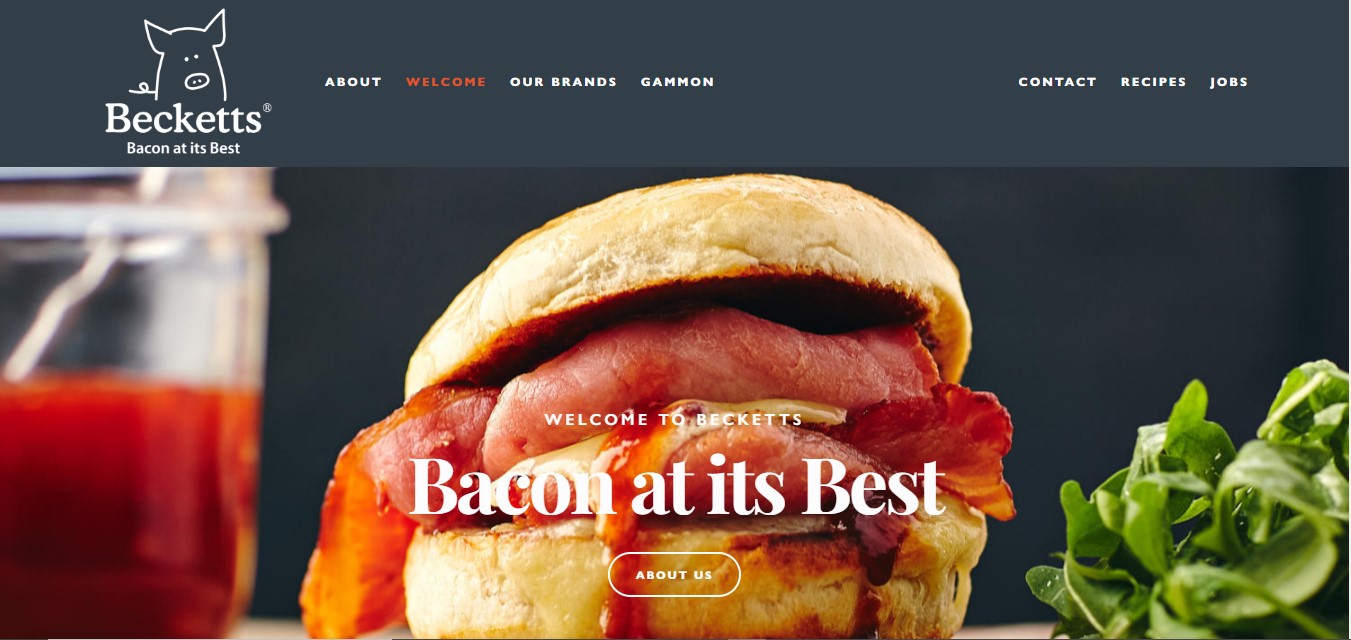 Becketts®
Bacon at its Best
ABOUT WELCOME OUR BRANDS GAMMON CONTACT RECIPES JOBS
WELCOME TO BECKETTS
Bacon at its Best
ABOUT US